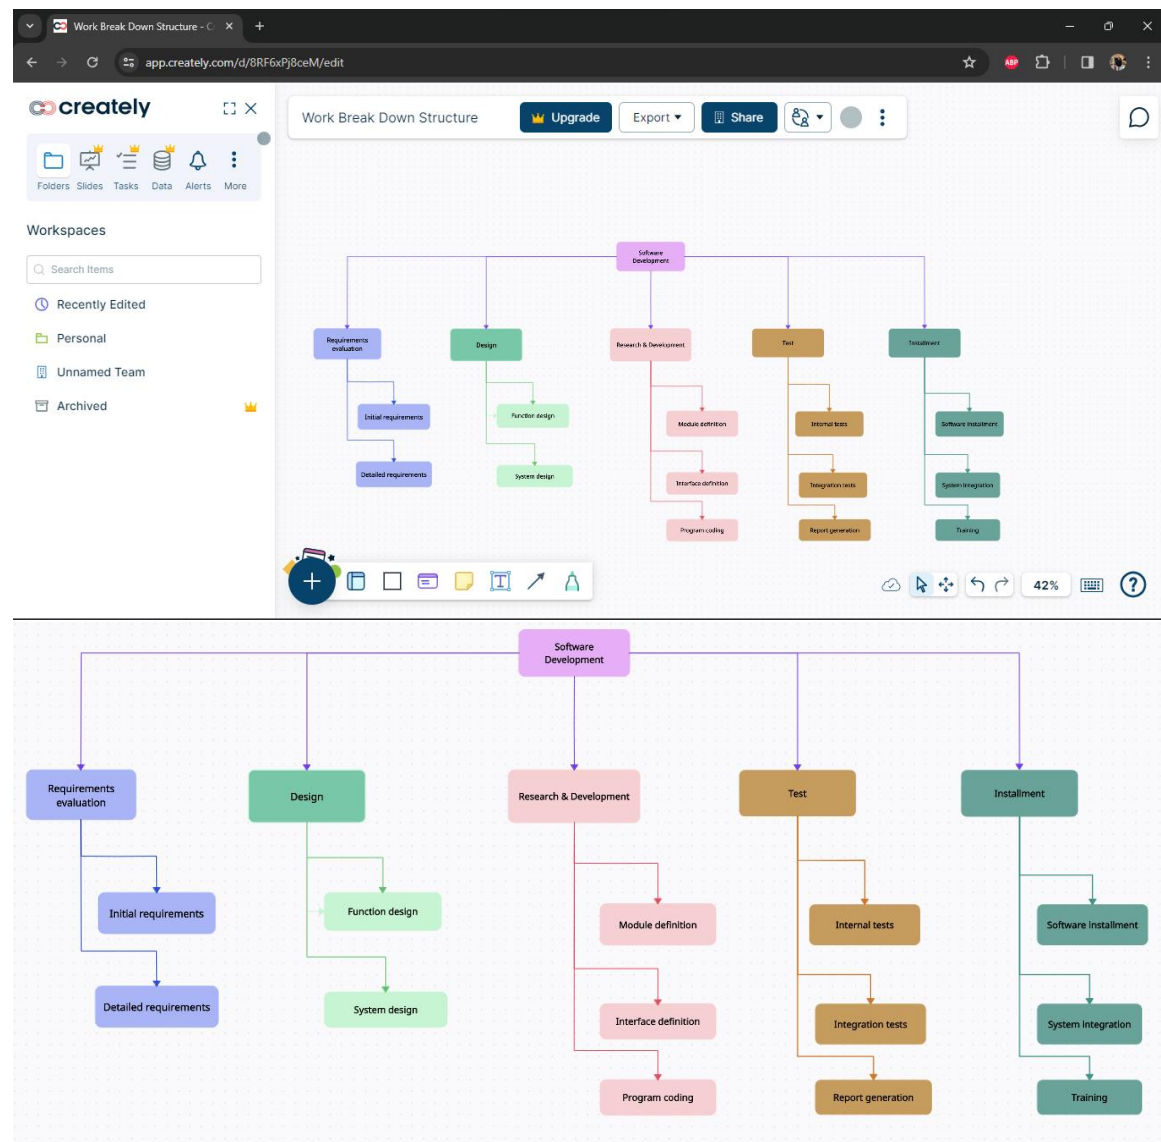 Work Break Down Structure - C
app.creately.com/d/8RF6xPj8ceM/edit
ABP
creately
Work Break Down Structure
Upgrade
Export
Share
Folders
Slides
Tasks
Data
Alerts
More
Workspaces
Search Items
Recently Edited
Personal
Unnamed Team
Archived
Software
Development
Requirements
evaluation
Design
Research & Development
Test
Installment
Initial requirements
Function design
Module definition
Internal tests
Software installment
Detailed requirements
System design
Interface definition
Integration tests
System integration
Program coding
Report generation
Training
T
42%
?
Software
Development
Requirements
evaluation
Design
Research & Development
Test
Installment
Initial requirements
Function design
Module definition
Internal tests
Software installment
Detailed requirements
System design
Interface definition
Integration tests
System integration
Program coding
Report generation
Training